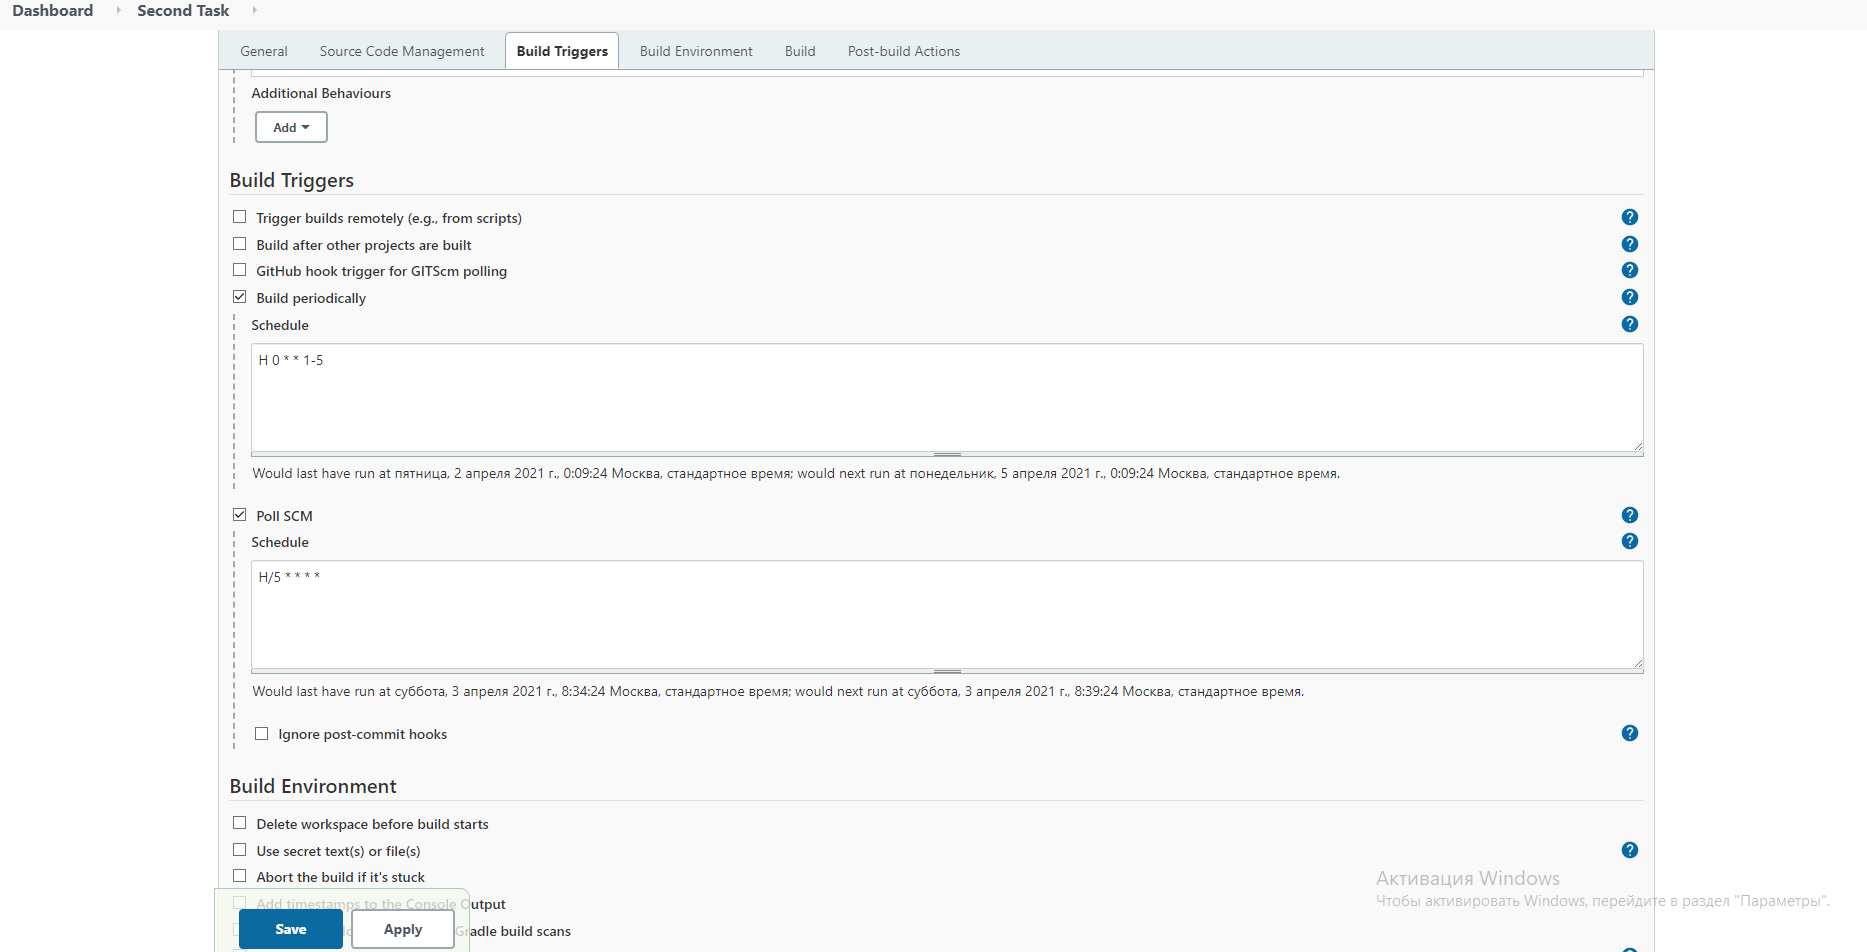 Dashboard Second Task
General Source Code Management Build Triggers Build Environment Build Post-build Actions
Additional Behaviours
Add
Build Triggers
Trigger builds remotely (e.g., from scripts)
Build after other projects are built
GitHub hook trigger for GITScm polling
Build periodically
Schedule
H 0 * * 1-5
Would last have run at пятница, 2 апреля 2021 г., 0:09:24 Москва, стандартное время; would next run at понедельник, 5 апреля 2021 г., 0:09:24 Москва, стандартное время.
Poll SCM
Schedule
H/5 * * * *
Would last have run at суббота, 3 апреля 2021 г., 8:34:24 Москва, стандартное время; would next run at суббота, 3 апреля 2021 г., 8:39:24 Москва, стандартное время.
Ignore post-commit hooks
Build Environment
Delete workspace before build starts
Use secret text(s) or file(s)
Abort the build if it's stuck
Add timestamps to the Console Output
Gradle build scans
Save Apply
Активация Windows
Чтобы активировать Windows, перейдите в раздел "Параметры".